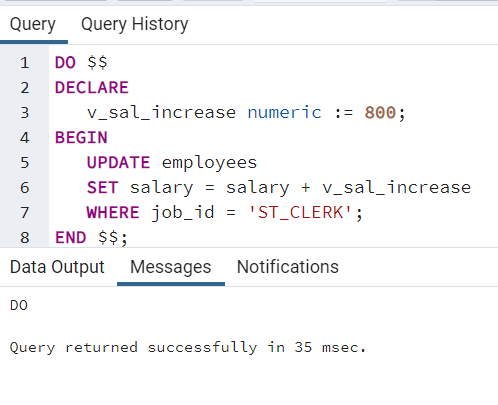 Query Query History
1 DO $$
2 DECLARE
3 v_sal_increase numeric := 800;
4 BEGIN
5 UPDATE employees
6 SET salary = salary + v_sal_increase
7 WHERE job_id = 'ST_CLERK';
8 END $$;
Data Output Messages Notifications
DO
Query returned successfully in 35 msec.